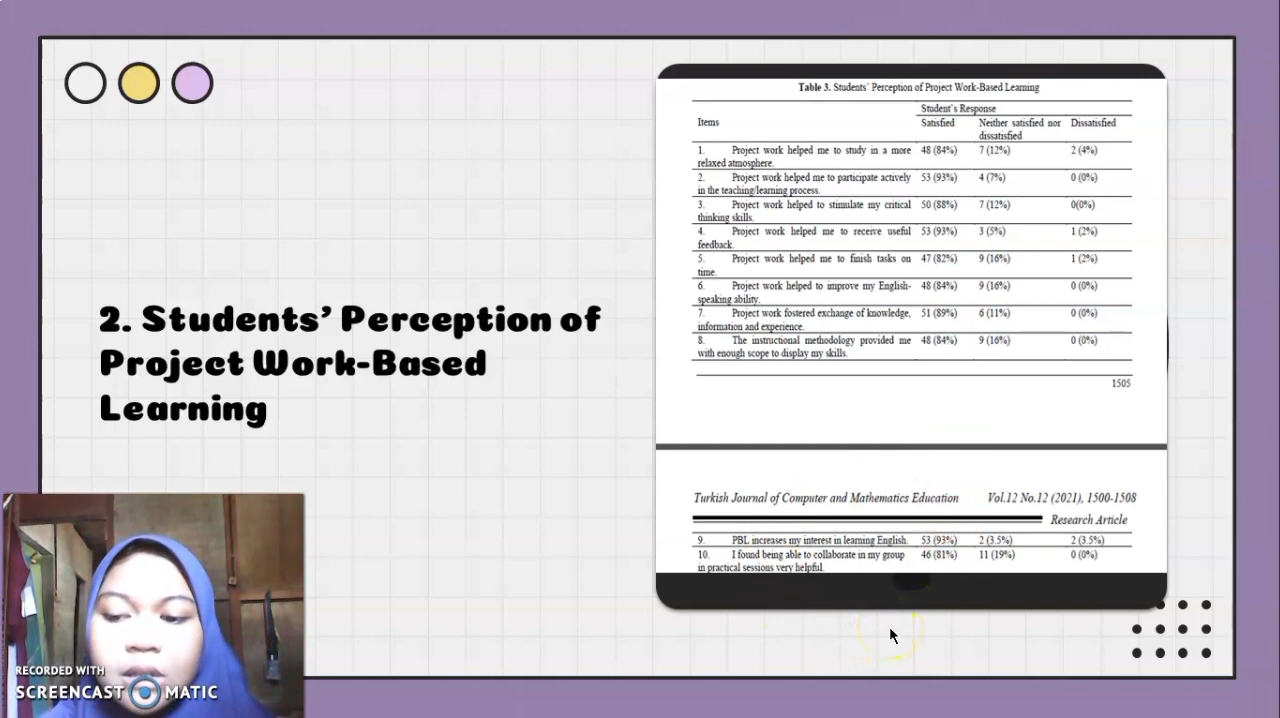 2. Students' Perception of
Project Work-Based
Learning
Table 3. Students' Perception of Project Work-Based Learning
Student's Response
Items
Satisfied
Neither satisfied nor
dissatisfied
Dissatisfied
1. Project work helped me to study in a more 48 (84%) 7 (12%) 2 (4%)
relaxed atmosphere.
2. Project work helped me to participate actively 53 (93%) 4 (7%) 0 (0%)
in the teaching/learning process.
3. Project work helped to stimulate my critical 50 (88%) 7 (12%) 0(0%)
thinking skills.
4. Project work helped me to receive useful 53 (93%) 3 (5%) 1 (2%)
feedback.
5. Project work helped me to finish tasks on 47 (82%) 9 (16%) 1 (2%)
time.
6. Project work helped to improve my English- 48 (84%) 9 (16%) 0 (0%)
speaking ability.
7. Project work fostered exchange of knowledge, 51 (89%) 6 (11%) 0 (0%)
information and experience.
8. The instructional methodology provided me 48 (84%) 9 (16%) 0 (0%)
with enough scope to display my skills.
1505
Turkish Journal of Computer and Mathematics Education Vol.12 No.12 (2021), 1500-1508
Research Article
9. PBL increases my interest in learning English. 53 (93%) 2 (3.5%) 2 (3.5%)
10. I found being able to collaborate in my group 46 (81%) 11 (19%) 0 (0%)
in practical sessions very helpful.
RECORDED WITH
SCREENCAST MATIC